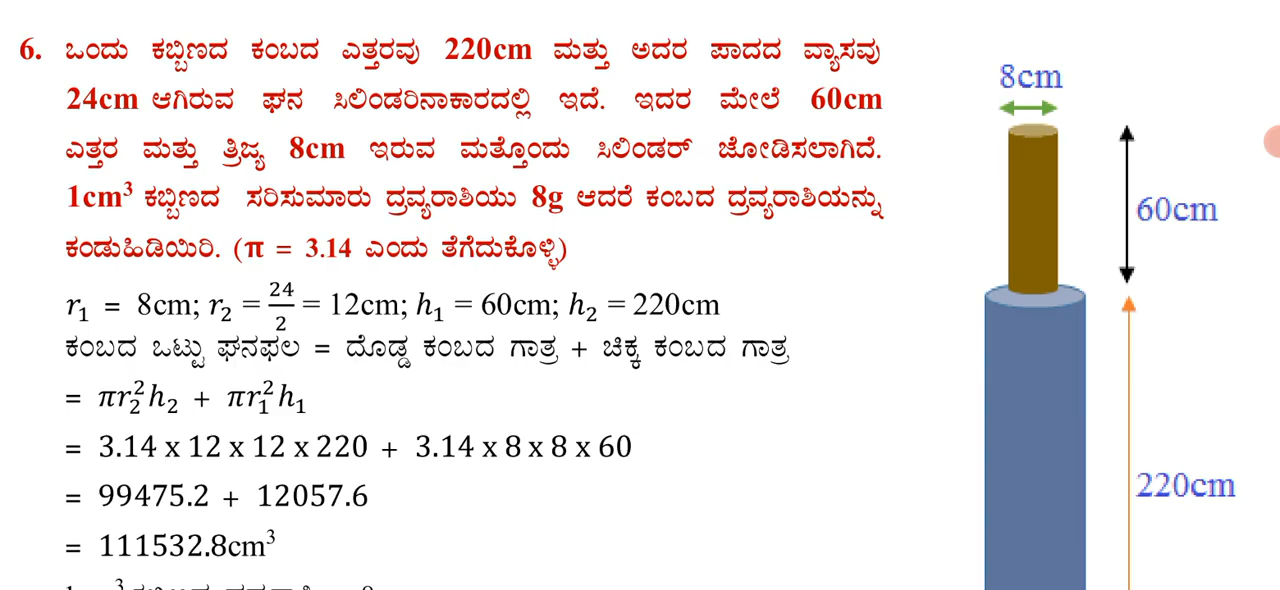 6. ಒಂದು ಕಬ್ಬಿಣದ ಕಂಬದ ಎತ್ತರವು 220cm ಮತ್ತು ಅದರ ಪಾದದ ವ್ಯಾಸವು
24cm ಆಗಿರುವ ಘನ ಸಿಲಿಂಡರಿನಾಕಾರದಲ್ಲಿ ಇದೆ. ಇದರ ಮೇಲೆ 60cm
ಎತ್ತರ ಮತ್ತು ತ್ರಿಜ್ಯ 8cm ಇರುವ ಮತ್ತೊಂದು ಸಿಲಿಂಡರ್ ಜೋಡಿಸಲಾಗಿದೆ.
1cm³ ಕಬ್ಬಿಣದ ಸರಿಸುಮಾರು ದ್ರವ್ಯರಾಶಿಯು 8g ಆದರೆ ಕಂಬದ ದ್ರವ್ಯರಾಶಿಯನ್ನು
ಕಂಡುಹಿಡಿಯಿರಿ. (π = 3.14 ಎಂದು ತೆಗೆದುಕೊಳ್ಳಿ)
r₁ = 8cm; r₂ = 24/2 = 12cm; h₁ = 60cm; h₂ = 220cm
ಕಂಬದ ಒಟ್ಟು ಘನಫಲ = ದೊಡ್ಡ ಕಂಬದ ಗಾತ್ರ + ಚಿಕ್ಕ ಕಂಬದ ಗಾತ್ರ
= πr₂²h₂ + πr₁²h₁
= 3.14 x 12 x 12 x 220 + 3.14 x 8 x 8 x 60
= 99475.2 + 12057.6
= 111532.8cm³
8cm
60cm
220cm